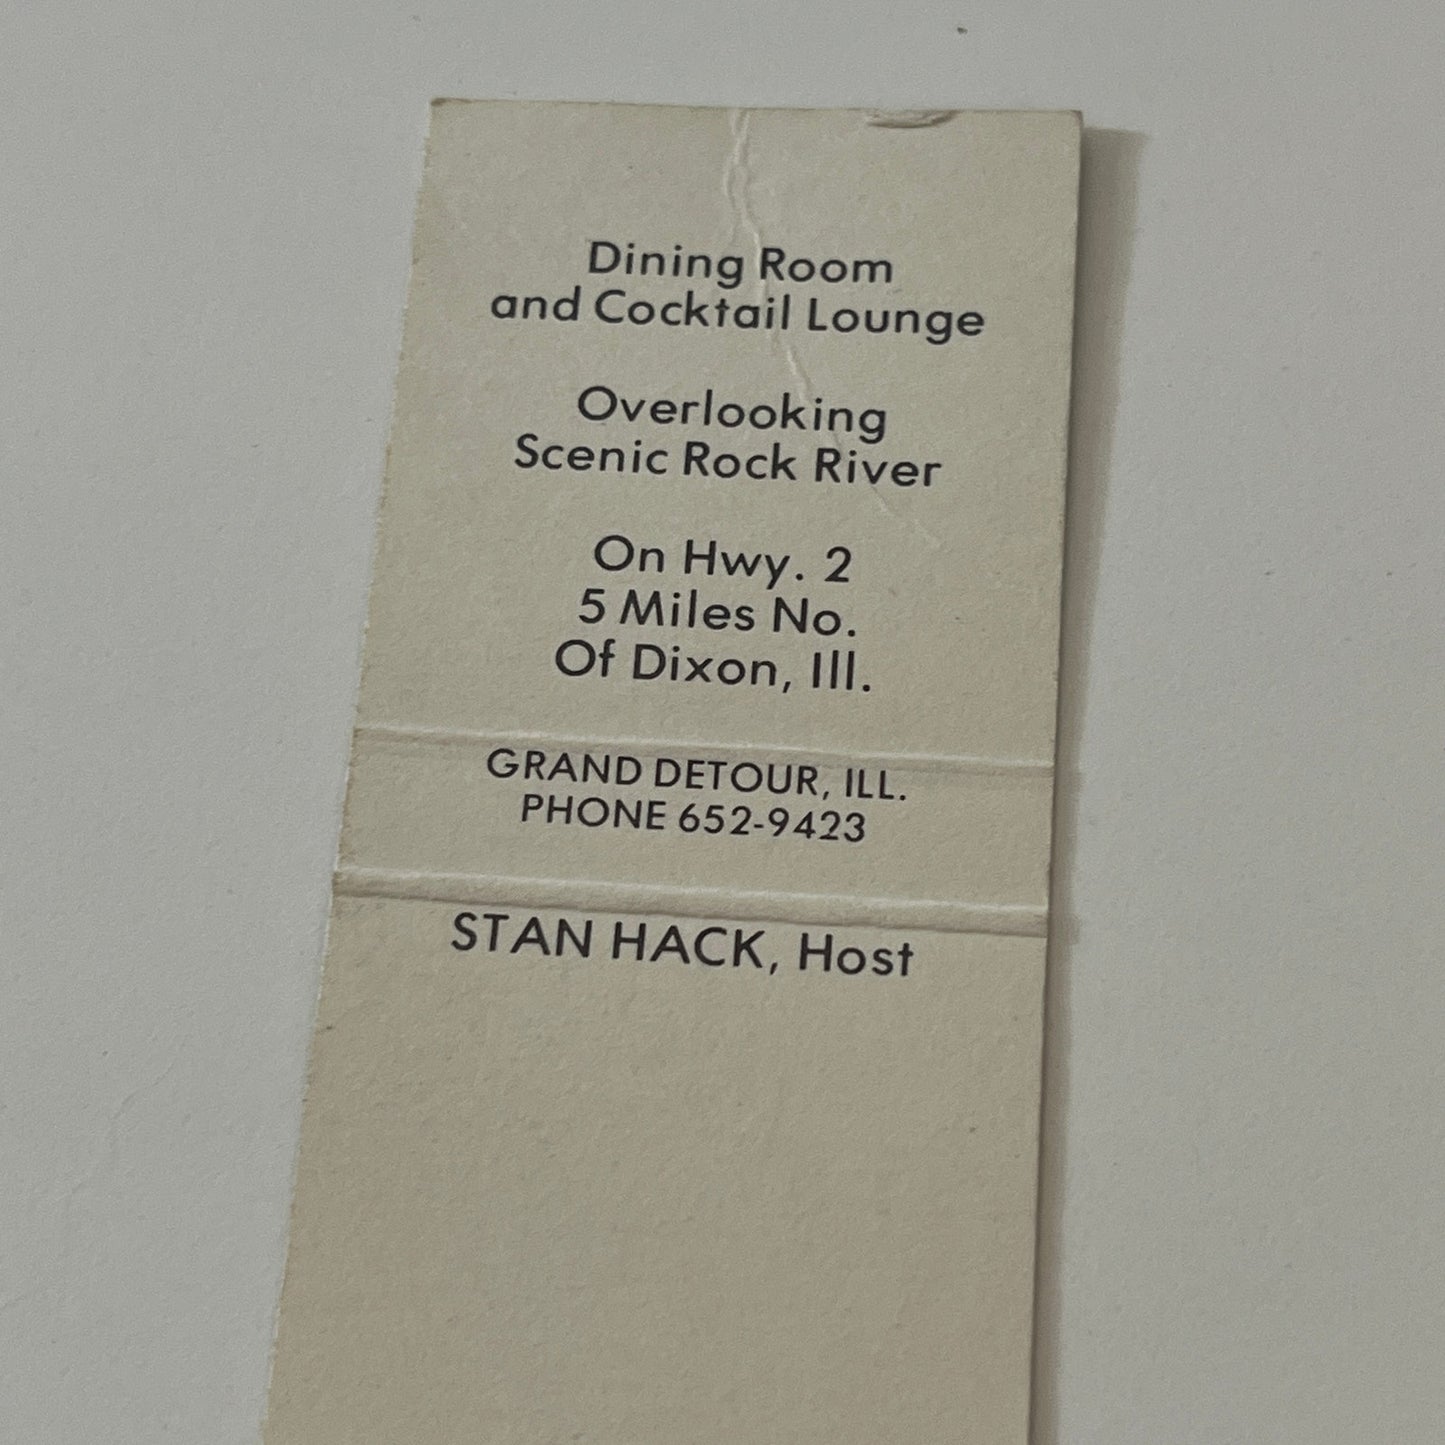 Dining Room
and Cocktail Lounge
Overlooking
Scenic Rock River
On Hwy. 2
5 Miles No.
Of Dixon, Ill.
GRAND DETOUR, ILL.
PHONE 652-9423
STAN HACK, Host